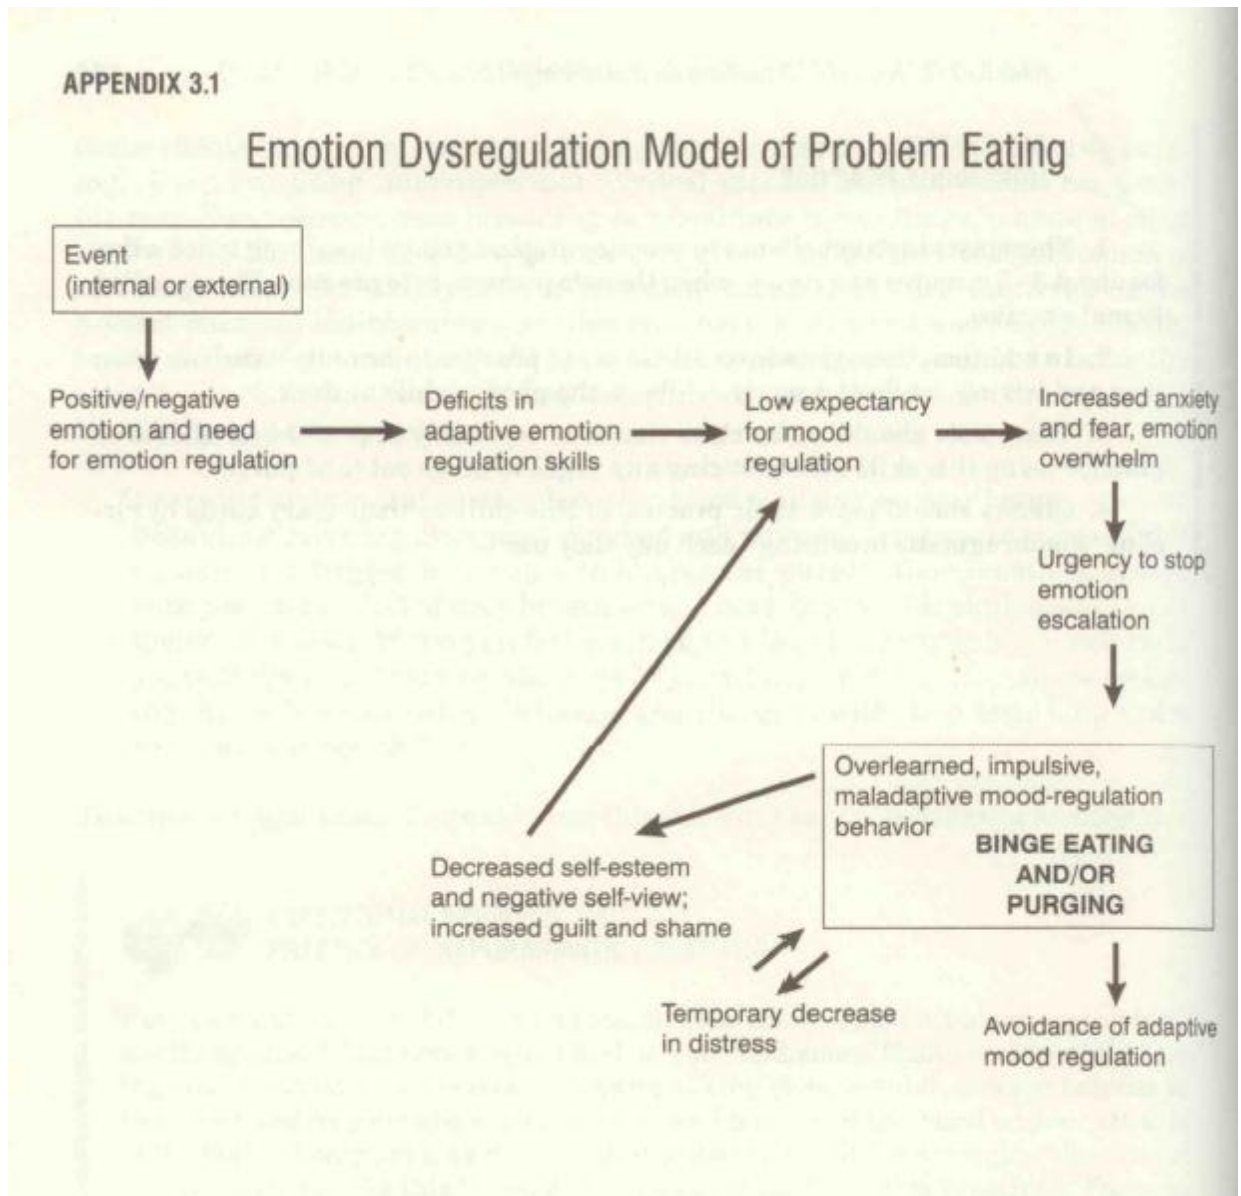 APPENDIX 3.1
Emotion Dysregulation Model of Problem Eating
Event
(internal or external)
Positive/negative
emotion and need
for emotion regulation
Deficits in
adaptive emotion
regulation skills
Low expectancy
for mood
regulation
Increased anxiety
and fear, emotion
overwhelm
Urgency to stop
emotion
escalation
Overlearned, impulsive,
maladaptive mood-regulation
behavior
BINGE EATING
AND/OR
PURGING
Decreased self-esteem
and negative self-view;
increased guilt and shame
Temporary decrease
in distress
Avoidance of adaptive
mood regulation